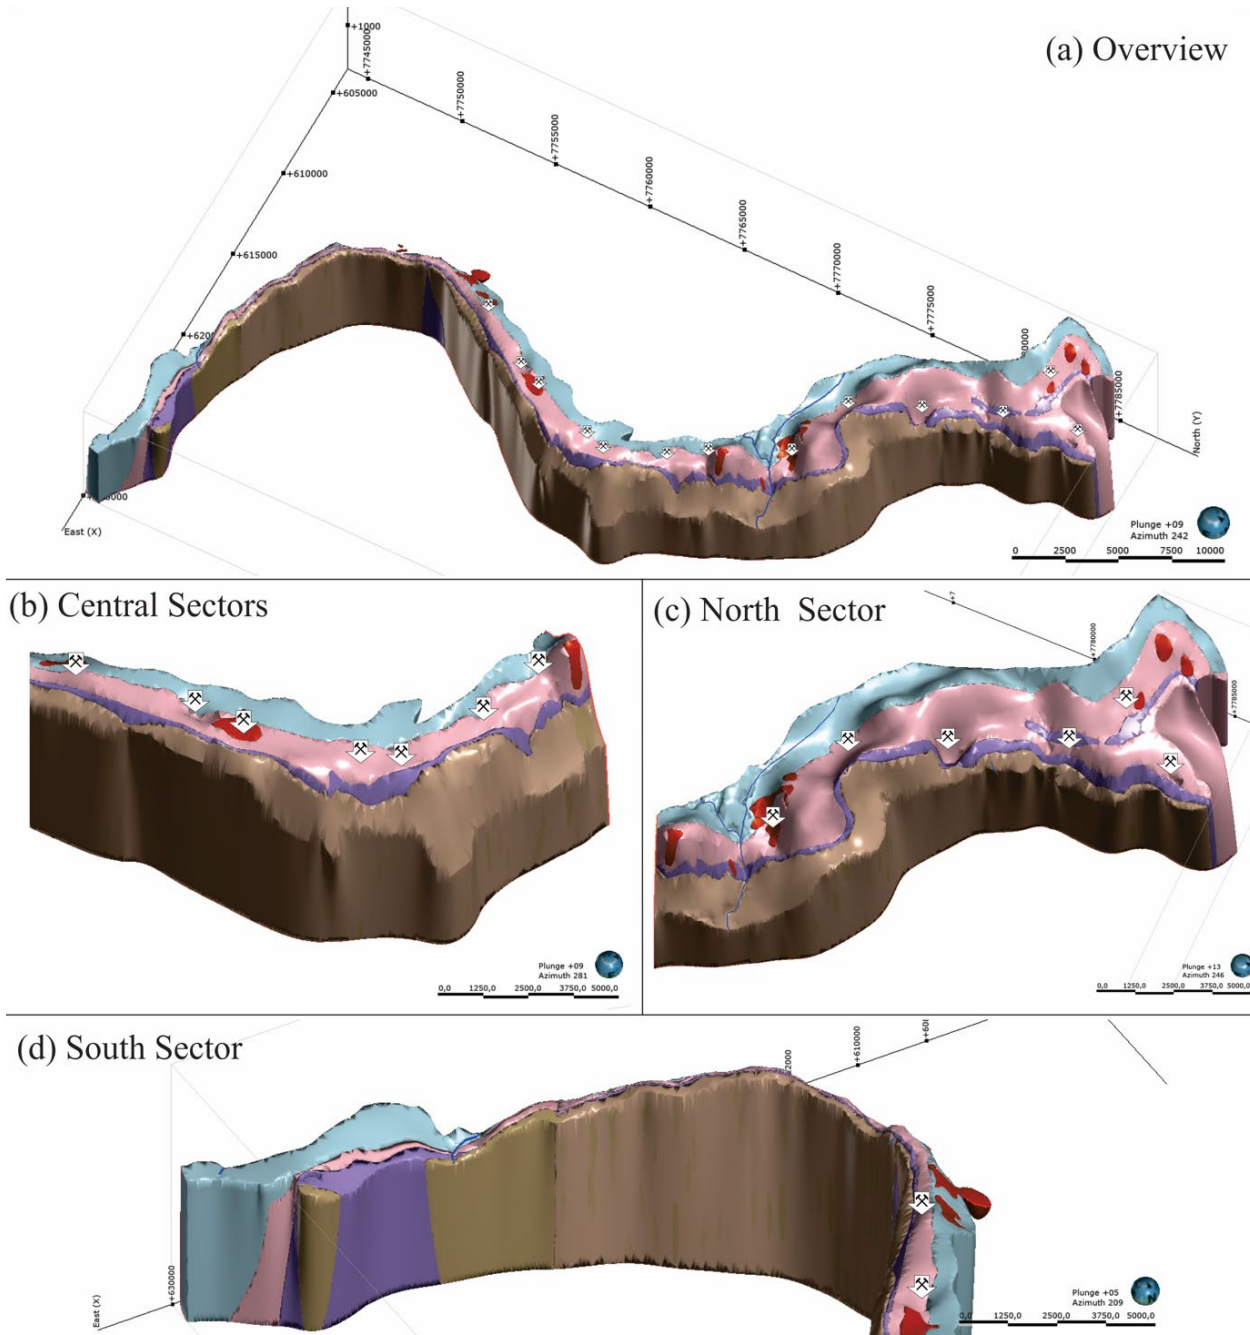 (a) Overview
+1000
+7745000
+605000
+7750000
+7755000
+610000
+7760000
+7765000
+615000
+7770000
+7775000
+7785000
North (Y)
East (X)
Plunge +09
Azimuth 242
0 2500 5000 7500 10000
(b) Central Sectors
Plunge +09
Azimuth 281
0,0 1250,0 2500,0 3750,0 5000,0
(c) North Sector
+7
+7780000
+7785000
Plunge +13
Azimuth 246
0,0 1250,0 2500,0 3750,0 5000,0
(d) South Sector
+610000
+630000
East (X)
Plunge +05
Azimuth 209
0,0 1250,0 2500,0 3750,0 5000,0